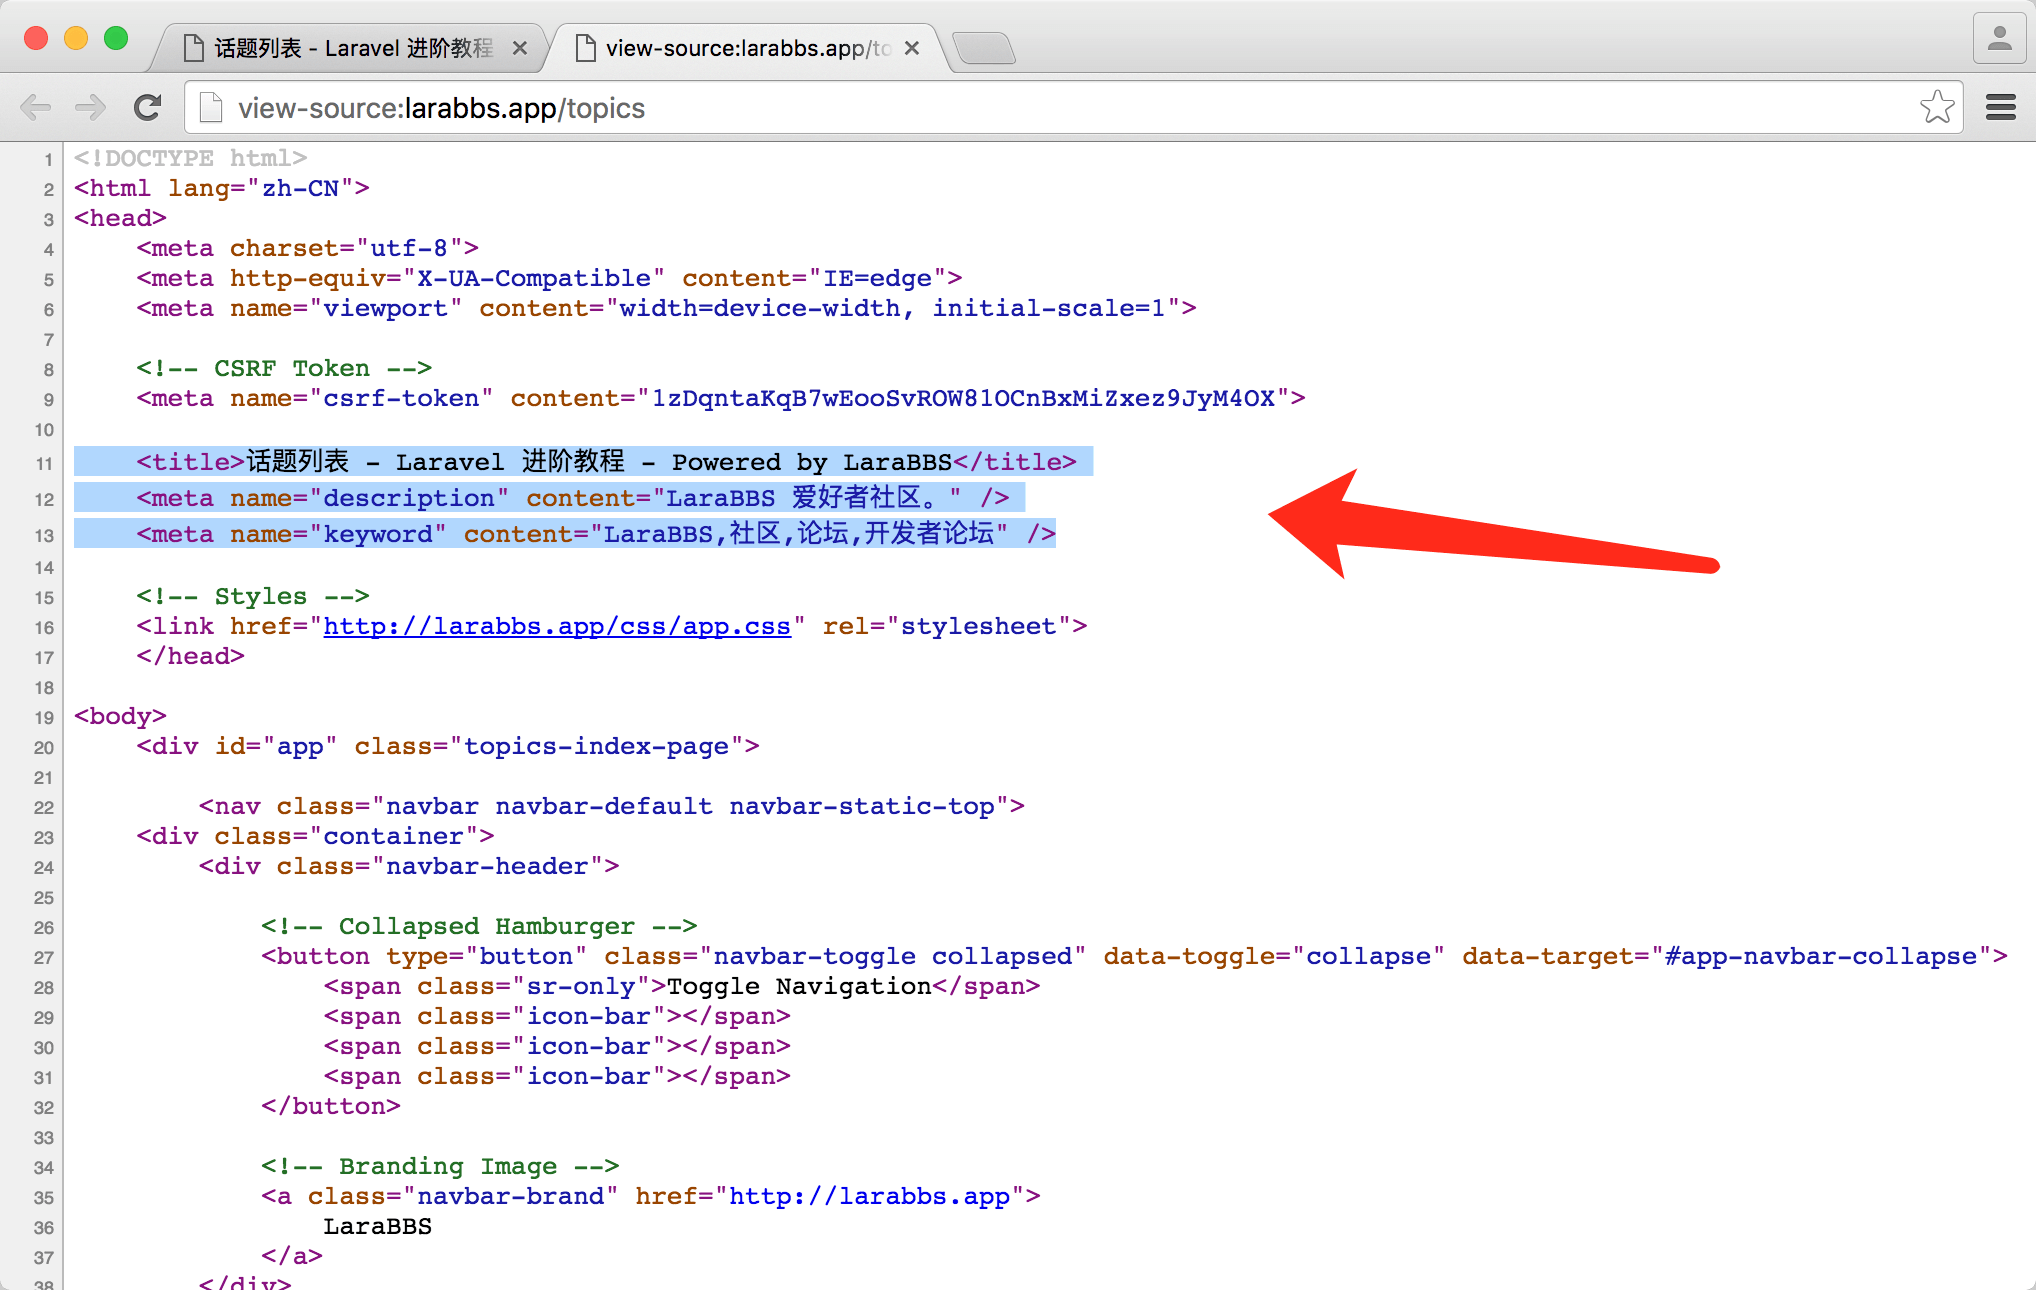 话题列表 - Laravel 进阶教程
view-source:larabbs.app/to
view-source:larabbs.app/topics
1 <!DOCTYPE html>
2 <html lang="zh-CN">
3 <head>
4 <meta charset="utf-8">
5 <meta http-equiv="X-UA-Compatible" content="IE=edge">
6 <meta name="viewport" content="width=device-width, initial-scale=1">
7
8 <!-- CSRF Token -->
9 <meta name="csrf-token" content="1zDqntaKqB7wEooSvROW81OCnBxMiZxez9JyM4OX">
10
11 <title>话题列表 - Laravel 进阶教程 - Powered by LaraBBS</title>
12 <meta name="description" content="LaraBBS 爱好者社区。" />
13 <meta name="keyword" content="LaraBBS,社区,论坛,开发者论坛" />
14
15 <!-- Styles -->
16 <link href="http://larabbs.app/css/app.css" rel="stylesheet">
17 </head>
18
19 <body>
20 <div id="app" class="topics-index-page">
21
22 <nav class="navbar navbar-default navbar-static-top">
23 <div class="container">
24 <div class="navbar-header">
25
26 <!-- Collapsed Hamburger -->
27 <button type="button" class="navbar-toggle collapsed" data-toggle="collapse" data-target="#app-navbar-collapse">
28 <span class="sr-only">Toggle Navigation</span>
29 <span class="icon-bar"></span>
30 <span class="icon-bar"></span>
31 <span class="icon-bar"></span>
32 </button>
33
34 <!-- Branding Image -->
35 <a class="navbar-brand" href="http://larabbs.app">
36 LaraBBS
37 </a>
38 </div>